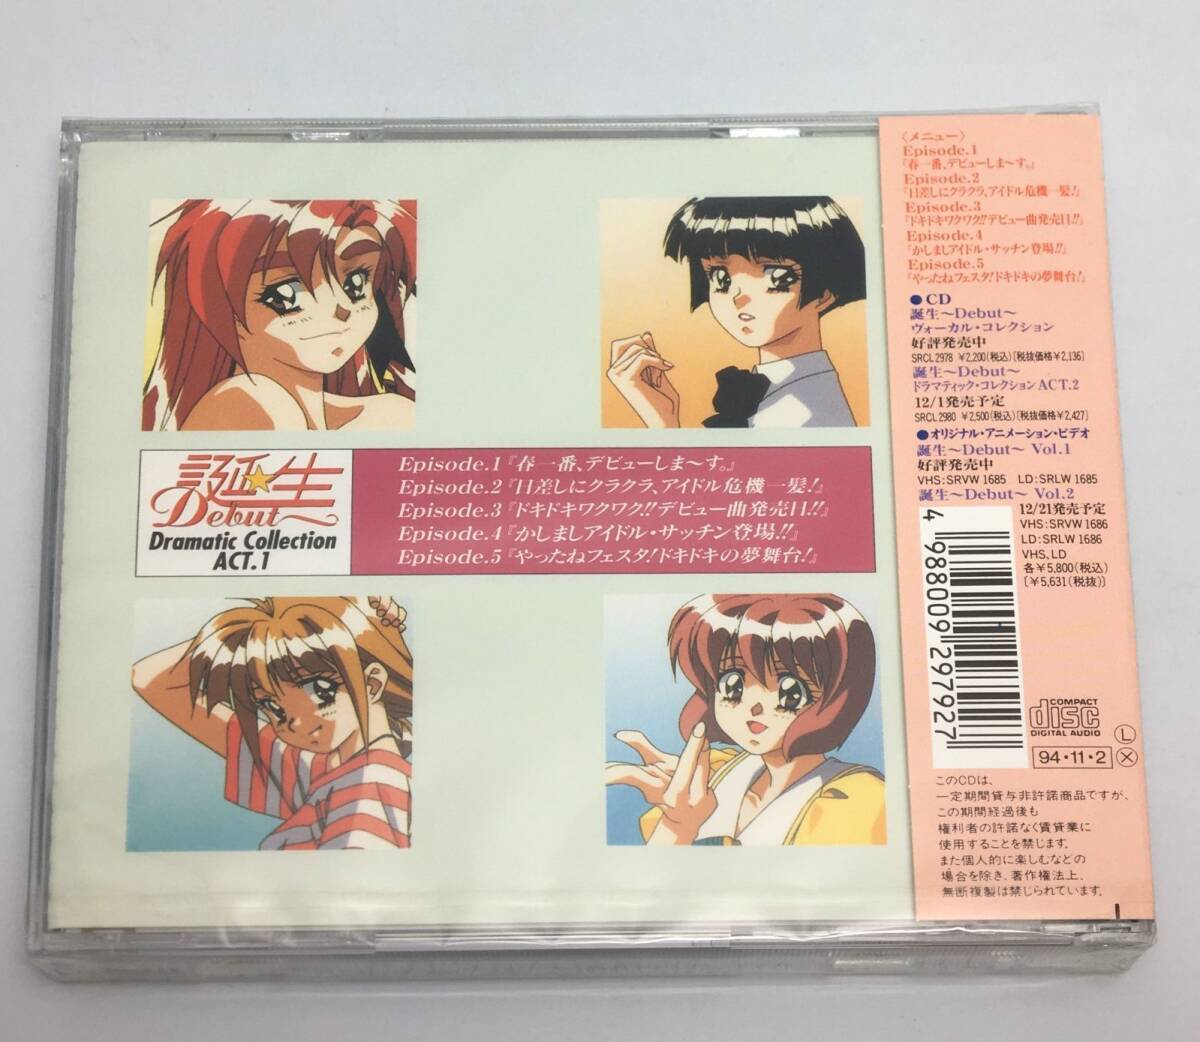 誕生
Debut
Dramatic Collection
ACT.1
Episode.1『春一番、デビューしま〜す。』
Episode.2『日差しにクラクラ、アイドル危機一髪!』
Episode.3『ドキドキワクワク!!デビュー曲発売日!!』
Episode.4『かしましアイドル・サッチン登場!!』
Episode.5『やったねフェスタ!ドキドキの夢舞台!』
〈メニュー〉
Episode.1
『春一番、デビューしま〜す。』
Episode.2
『日差しにクラクラ、アイドル危機一髪!』
Episode.3
『ドキドキワクワク!!デビュー曲発売日!!』
Episode.4
『かしましアイドル・サッチン登場!!』
Episode.5
『やったねフェスタ!ドキドキの夢舞台!』
●CD
誕生〜Debut〜
ヴォーカル・コレクション
好評発売中
SRCL2978 ¥2,200(税込)[税抜価格¥2,136]
誕生〜Debut〜
ドラマティック・コレクションACT.2
12/1発売予定
SRCL2980 ¥2,500(税込)[税抜価格¥2,427]
●オリジナル・アニメーション・ビデオ
誕生〜Debut〜 Vol.1
好評発売中
VHS:SRVW 1685 LD:SRLW 1685
誕生〜Debut〜 Vol.2
12/21発売予定
VHS:SRVW 1686
LD:SRLW 1686
VHS,LD
各¥5,800(税込)
[¥5,631(税抜)]
4 988009 297927
COMPACT
disc
DIGITAL AUDIO
Ⓛ
94・11・2
Ⓧ
このCDは、
一定期間貸与非許諾商品ですが、
この期間経過後も
権利者の許諾なく賃貸業に
使用することを禁じます。
また個人的に楽しむなどの
場合を除き、著作権法上、
無断複製は禁じられています。